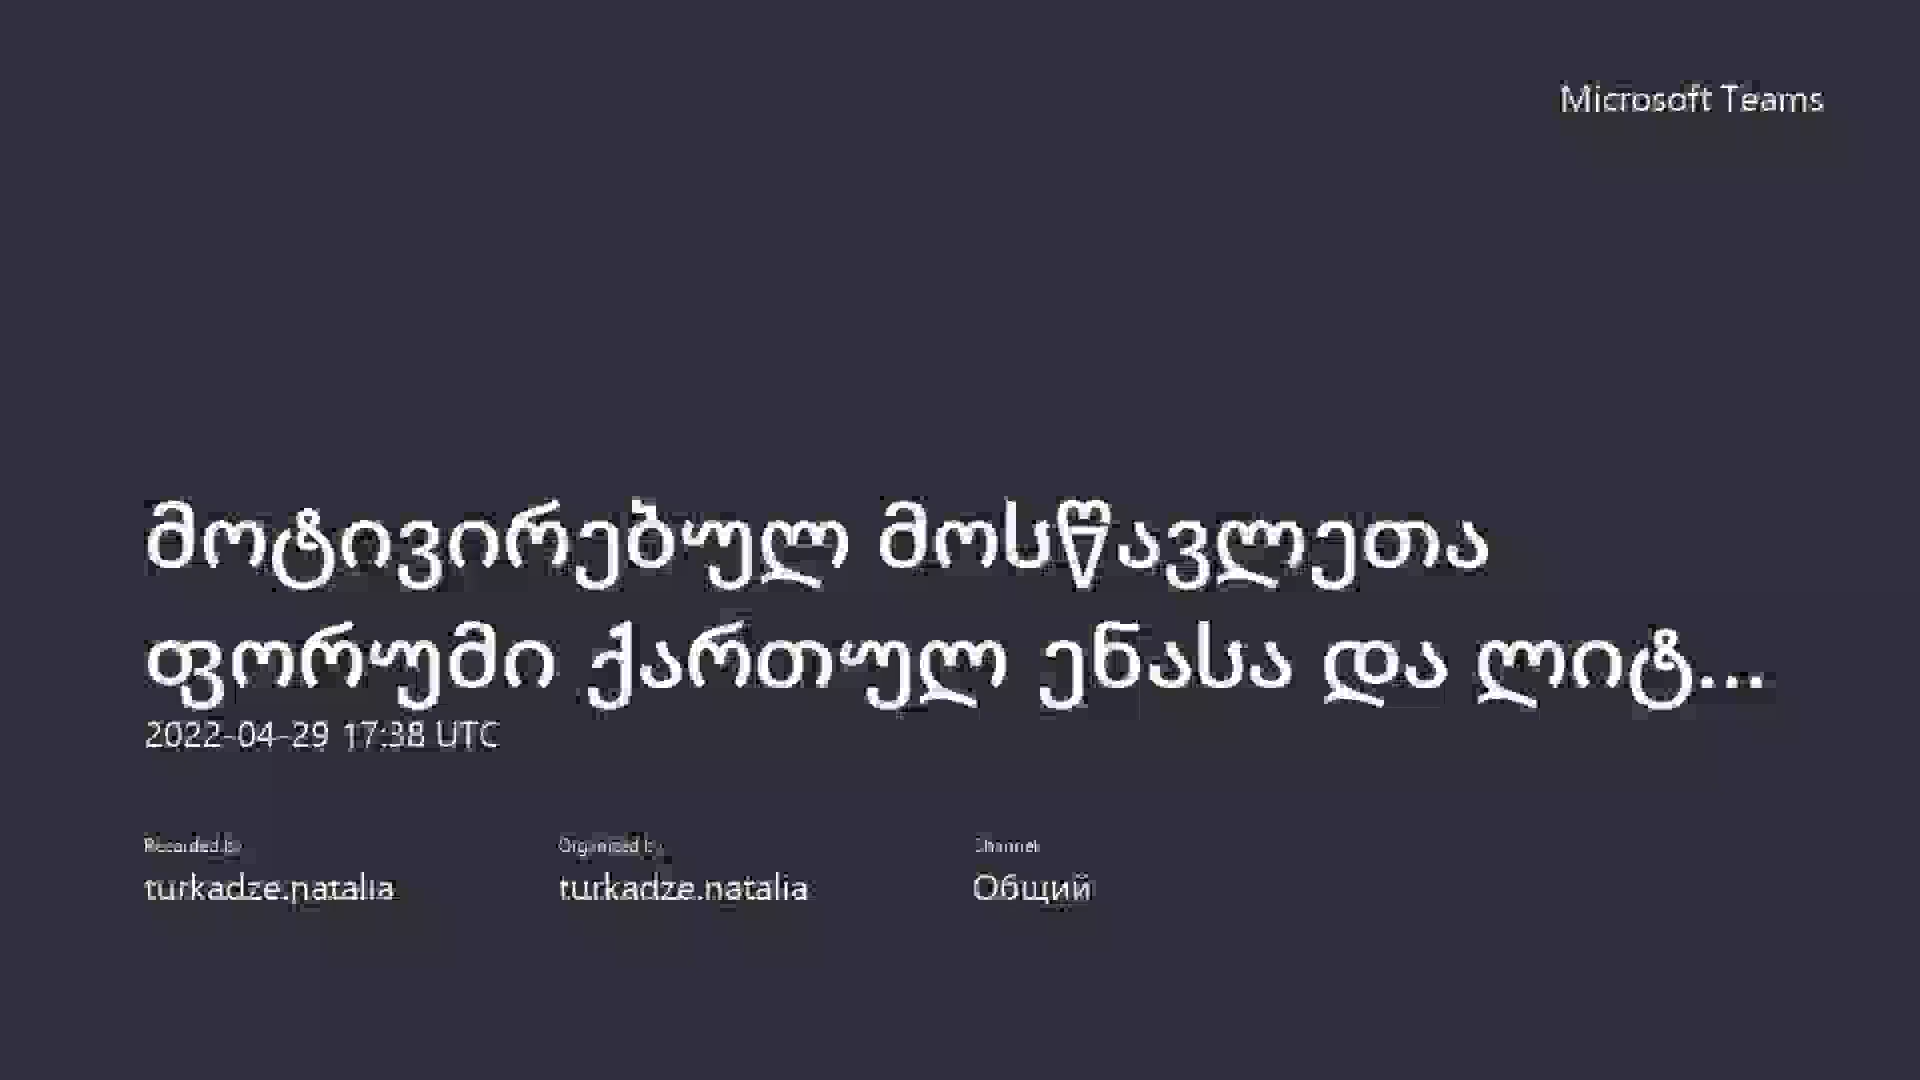 Microsoft Teams
მოტივირებულ მოსწავლეთა
ფორუმი ქართულ ენასა და ლიტ...
2022-04-29 17:38 UTC
Recorded by
Organized by
Channel
turkadze.natalia
turkadze.natalia
Общий